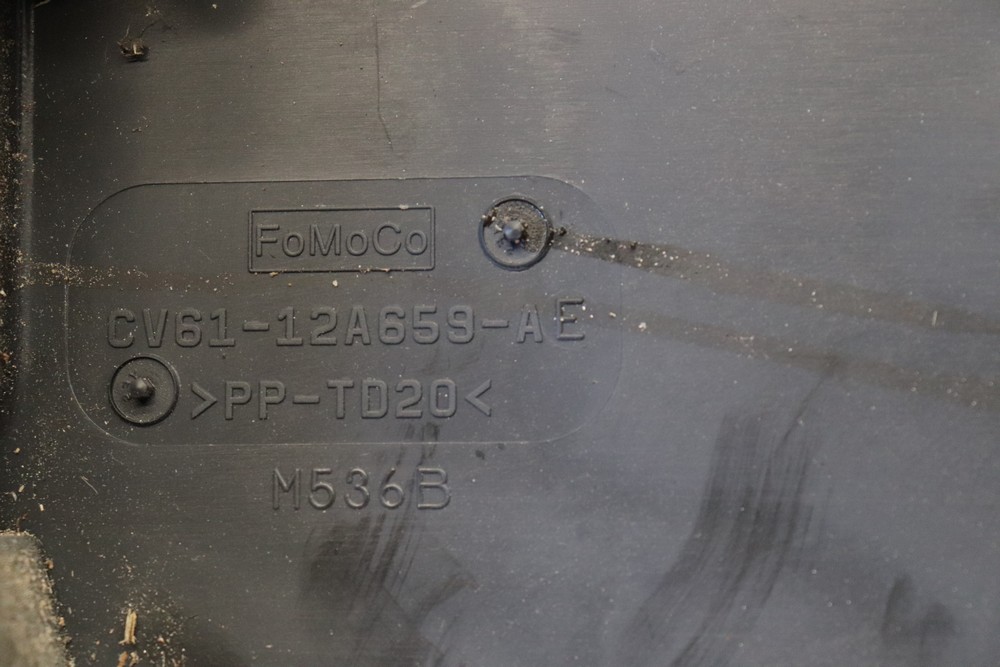 FoMoCo
CV61-12A659-AE
>PP-TD20<
M536B